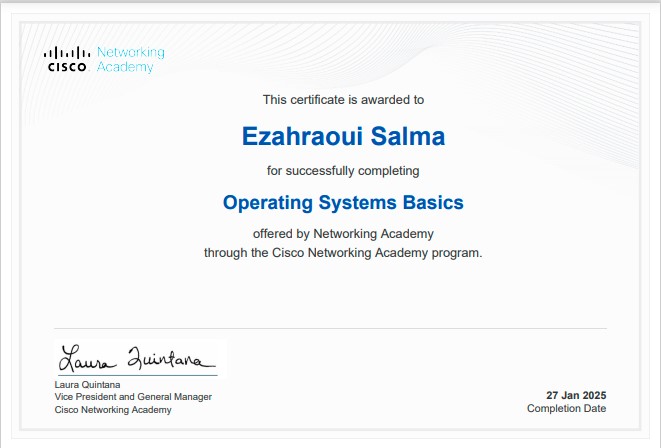 Networking
CISCO Academy
This certificate is awarded to
Ezahraoui Salma
for successfully completing
Operating Systems Basics
offered by Networking Academy
through the Cisco Networking Academy program.
Laura Quintana
Laura Quintana
Vice President and General Manager
Cisco Networking Academy
27 Jan 2025
Completion Date